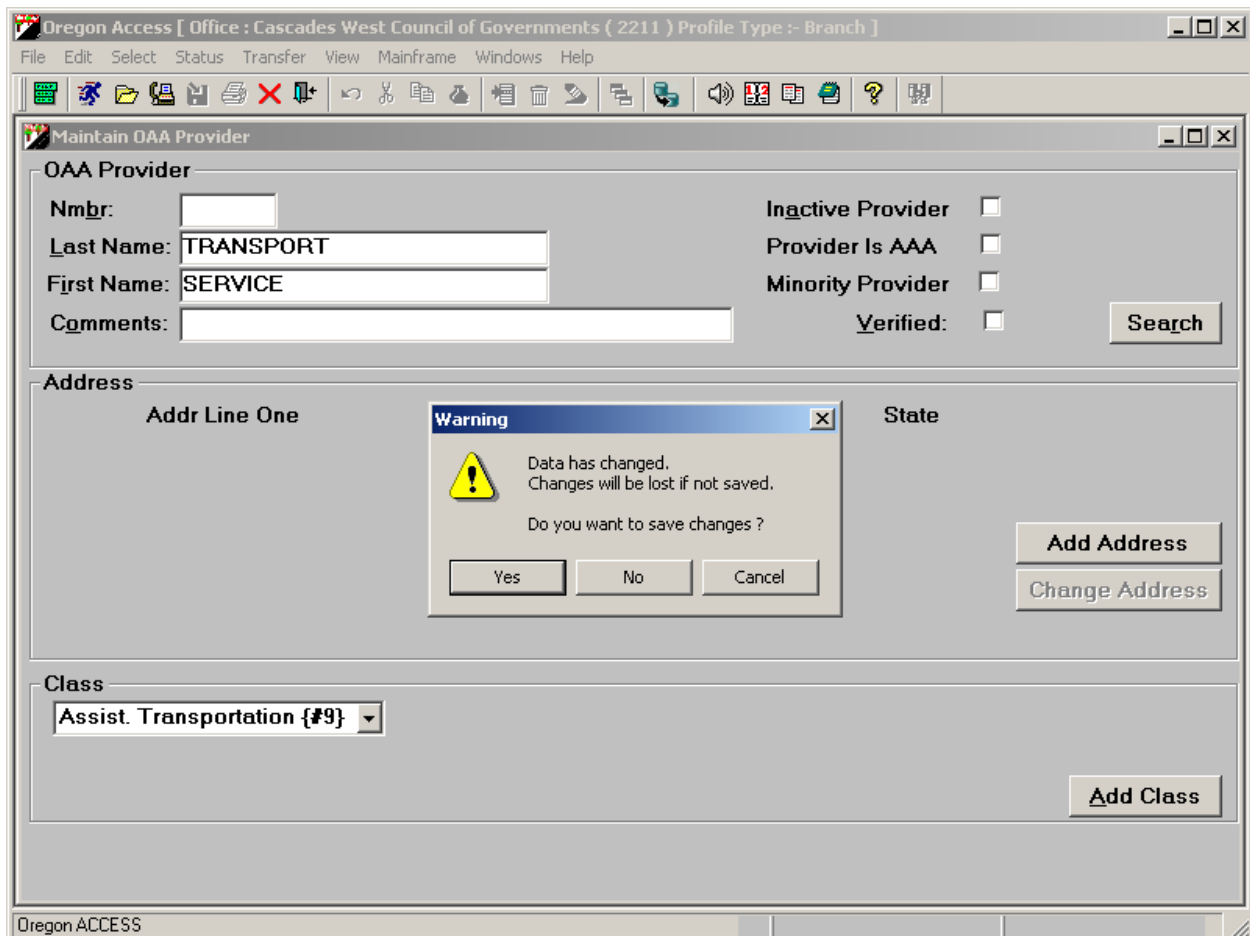 Oregon Access [ Office : Cascades West Council of Governments ( 2211 ) Profile Type :- Branch ]
File Edit Select Status Transfer View Mainframe Windows Help
Maintain OAA Provider
OAA Provider
Nmbr:
Inactive Provider
Last Name: TRANSPORT
Provider Is AAA
First Name: SERVICE
Minority Provider
Comments:
Verified:
Search
Address
Addr Line One
State
Warning
Data has changed.
Changes will be lost if not saved.
Do you want to save changes ?
Yes No Cancel
Add Address
Change Address
Class
Assist. Transportation {#9}
Add Class
Oregon ACCESS